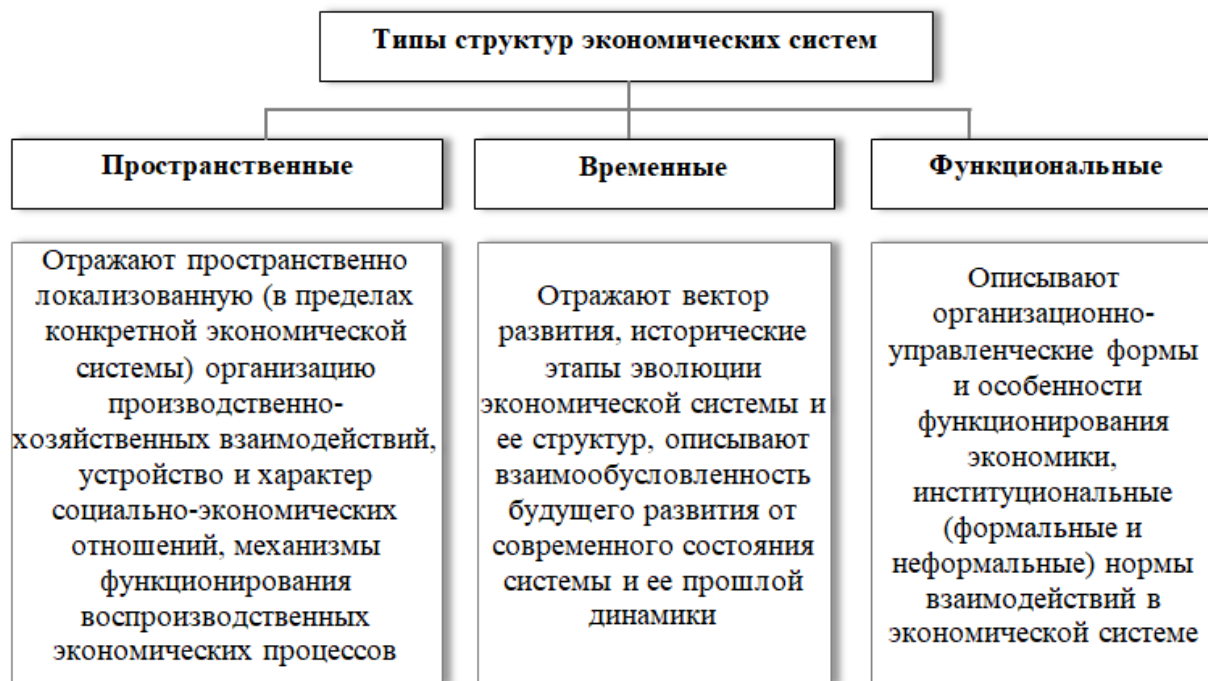 Типы структур экономических систем
Пространственные
Временные
Функциональные
Отражают пространственно
локализованную (в пределах
конкретной экономической
системы) организацию
производственно-
хозяйственных взаимодействий,
устройство и характер
социально-экономических
отношений, механизмы
функционирования
воспроизводственных
экономических процессов
Отражают вектор
развития, исторические
этапы эволюции
экономической системы и
ее структур, описывают
взаимообусловленность
будущего развития от
современного состояния
системы и ее прошлой
динамики
Описывают
организационно-
управленческие формы
и особенности
функционирования
экономики,
институциональные
(формальные и
неформальные) нормы
взаимодействий в
экономической системе